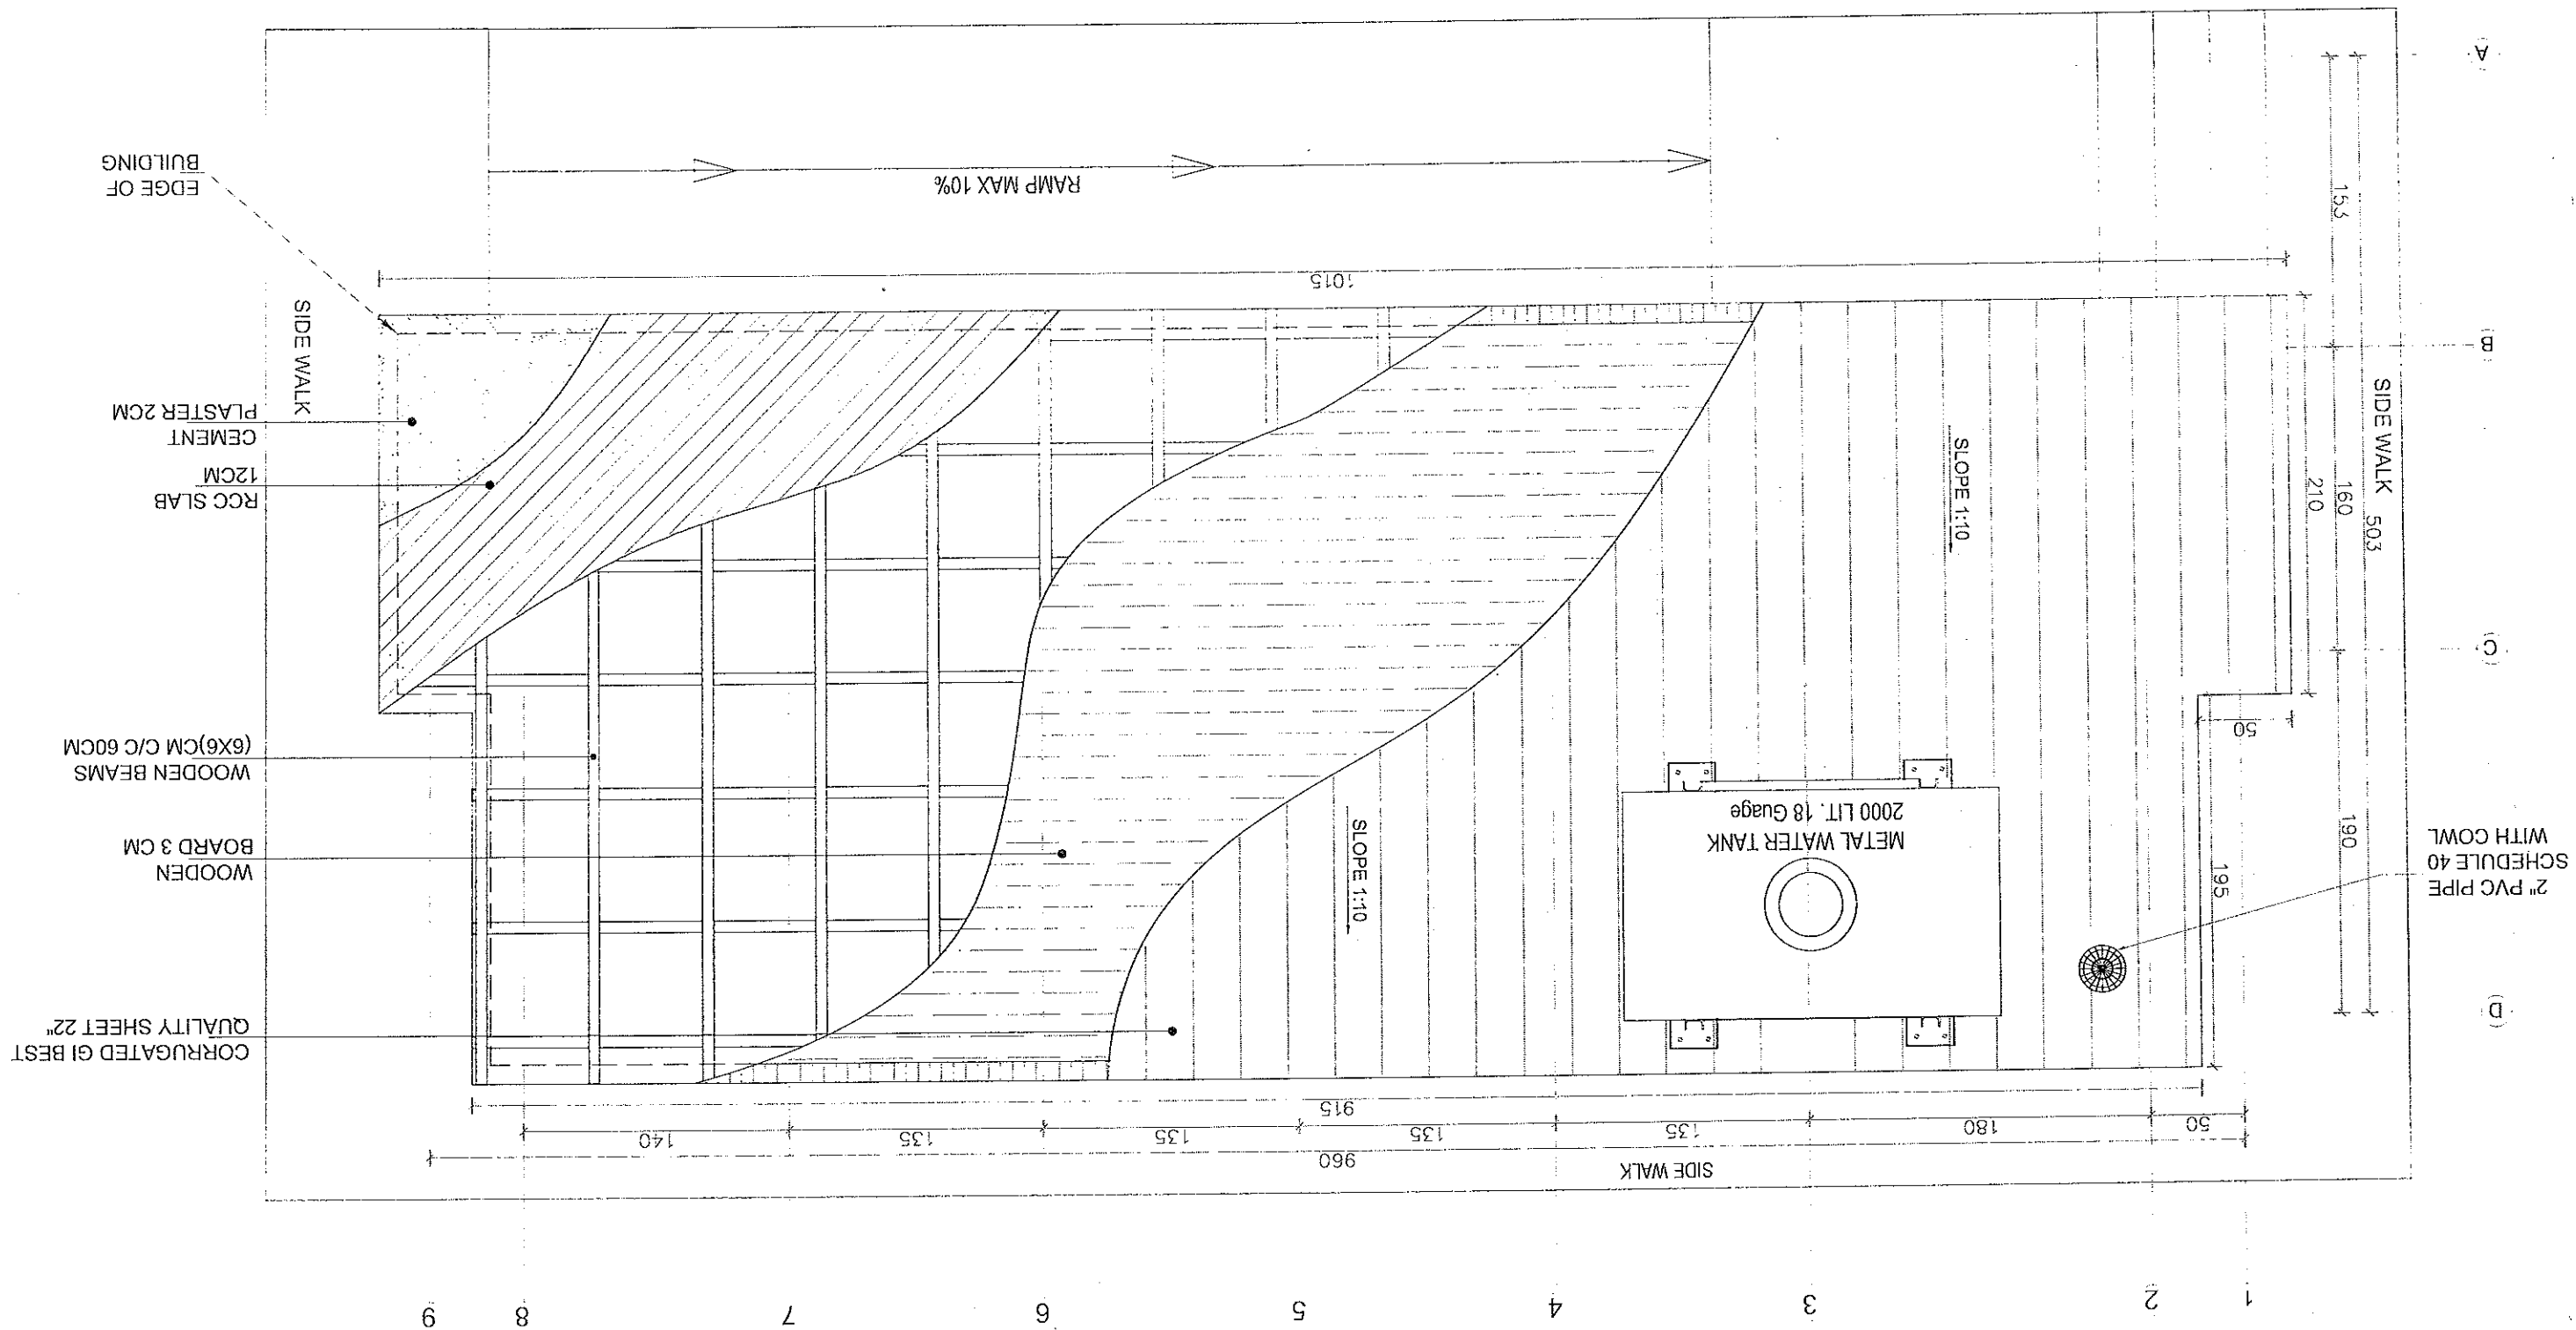 1
2
3
4
5
6
7
8
9
SIDE WALK
960
50
180
135
135
135
135
140
915
CORRUGATED GI BEST
QUALITY SHEET 22"
WOODEN
BOARD 3 CM
WOODEN BEAMS
(6X6)CM C/C 60CM
RCC SLAB
12CM
CEMENT
PLASTER 2CM
SIDE WALK
EDGE OF
BUILDING
D
C
B
A
2" PVC PIPE
SCHEDULE 40
WITH COWL
195
190
50
METAL WATER TANK
2000 LIT. 18 Guage
SLOPE 1:10
SLOPE 1:10
SIDE WALK
503
160
210
153
1015
RAMP MAX 10%